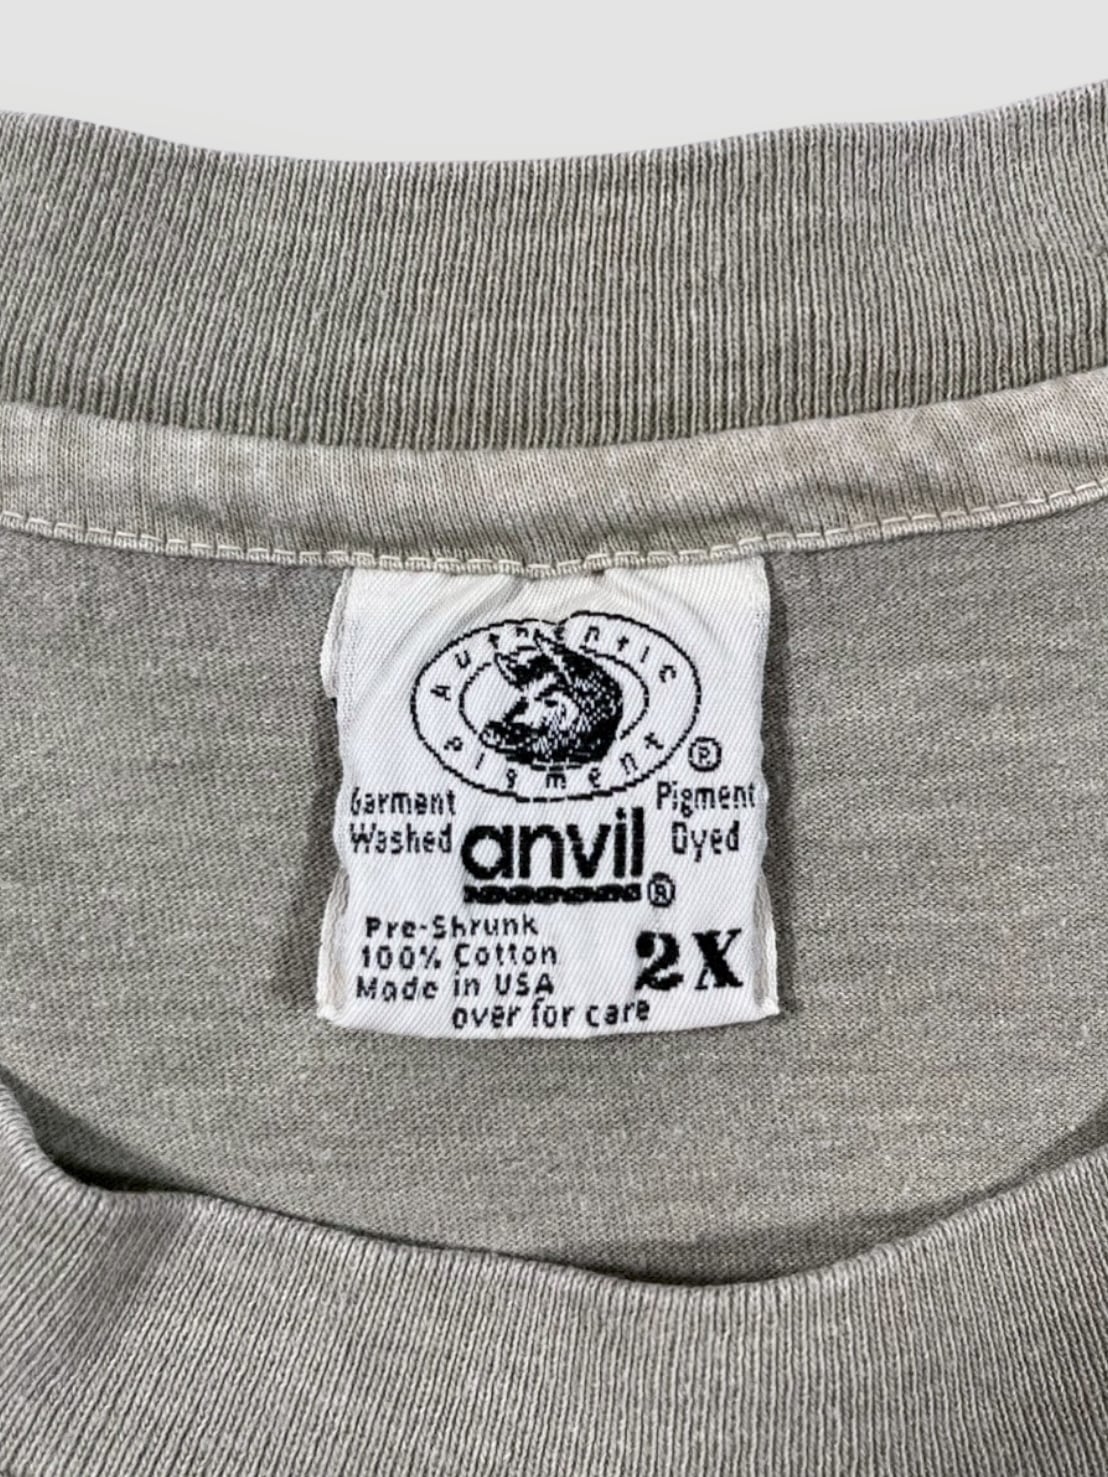 Authentic
Pigment
®
Garment Washed
Pigment Dyed
anvil®
Pre-Shrunk
100% Cotton
Made in USA
2X
over for care